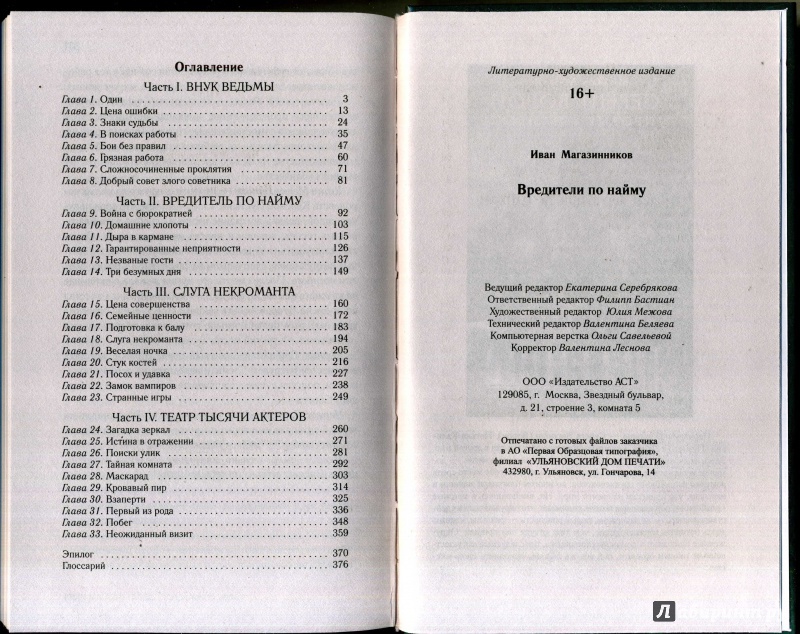 Оглавление
Часть I. ВНУК ВЕДЬМЫ
Глава 1. Один 3
Глава 2. Цена ошибки 13
Глава 3. Знаки судьбы 24
Глава 4. В поисках работы 35
Глава 5. Бои без правил 47
Глава 6. Грязная работа 60
Глава 7. Сложносочиненные проклятия 71
Глава 8. Добрый совет злого советника 81
Часть II. ВРЕДИТЕЛЬ ПО НАЙМУ
Глава 9. Война с бюрократией 92
Глава 10. Домашние хлопоты 103
Глава 11. Дыра в кармане 115
Глава 12. Гарантированные неприятности 126
Глава 13. Незваные гости 137
Глава 14. Три безумных дня 149
Часть III. СЛУГА НЕКРОМАНТА
Глава 15. Цена совершенства 160
Глава 16. Семейные ценности 172
Глава 17. Подготовка к балу 183
Глава 18. Слуга некроманта 194
Глава 19. Веселая ночка 205
Глава 20. Стук костей 216
Глава 21. Посох и удавка 227
Глава 22. Замок вампиров 238
Глава 23. Странные игры 249
Часть IV. ТЕАТР ТЫСЯЧИ АКТЕРОВ
Глава 24. Загадка зеркал 260
Глава 25. Истина в отражении 271
Глава 26. Поиски улик 281
Глава 27. Тайная комната 292
Глава 28. Маскарад 303
Глава 29. Кровавый пир 314
Глава 30. Взаперти 325
Глава 31. Первый из рода 336
Глава 32. Побег 348
Глава 33. Неожиданный визит 359
Эпилог 370
Глоссарий 376
Литературно-художественное издание
16+
Иван Магазинников
Вредители по найму
Ведущий редактор Екатерина Серебрякова
Ответственный редактор Филипп Бастиан
Художественный редактор Юлия Межова
Технический редактор Валентина Беляева
Компьютерная верстка Ольги Савельевой
Корректор Валентина Леснова
ООО «Издательство АСТ»
129085, г. Москва, Звездный бульвар,
д. 21, строение 3, комната 5
Отпечатано с готовых файлов заказчика
в АО «Первая Образцовая типография»,
филиал «УЛЬЯНОВСКИЙ ДОМ ПЕЧАТИ»
432980, г. Ульяновск, ул. Гончарова, 14
Лабиринт.ру